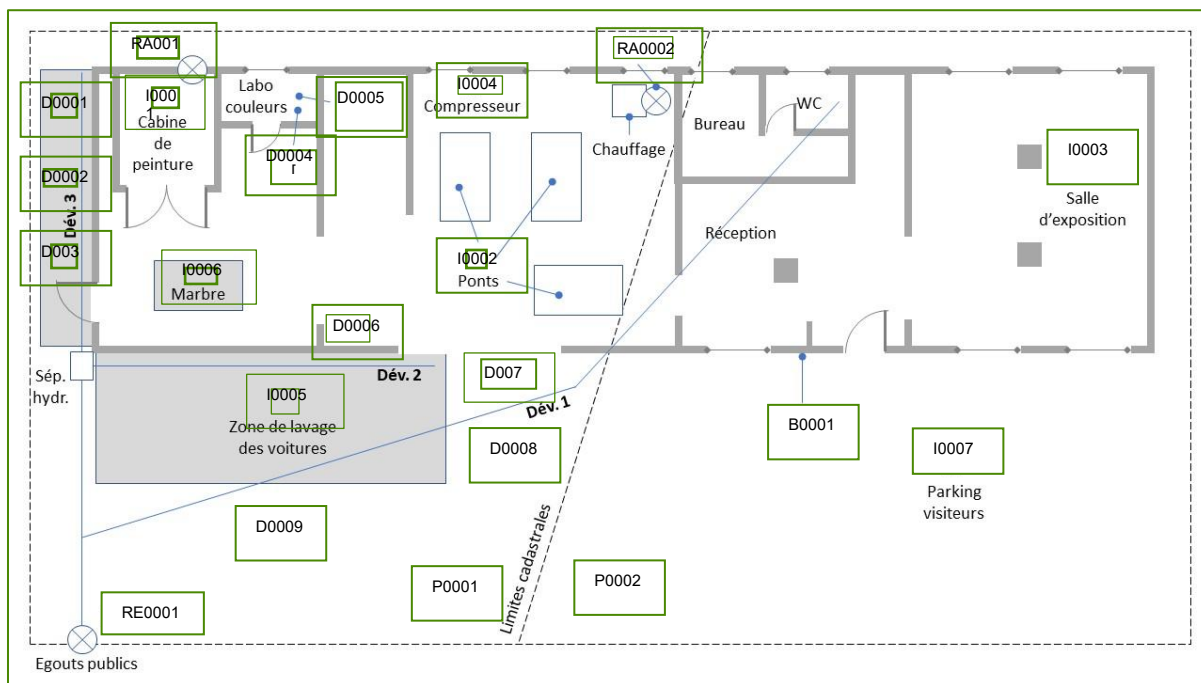 RA001
RA0002
D0001
I000
1
Cabine
de
peinture
Labo
couleurs
D0005
I0004
Compresseur
Bureau
WC
Chauffage
D0004
r
D0002
Dév. 3
I0003
Salle
d’exposition
Réception
D003
I0006
Marbre
I0002
Ponts
D0006
Sép.
hydr.
Dév. 2
D007
I0005
Dév. 1
Zone de lavage
des voitures
B0001
D0008
I0007
Parking
visiteurs
D0009
P0001
P0002
Limites cadastrales
RE0001
Egouts publics